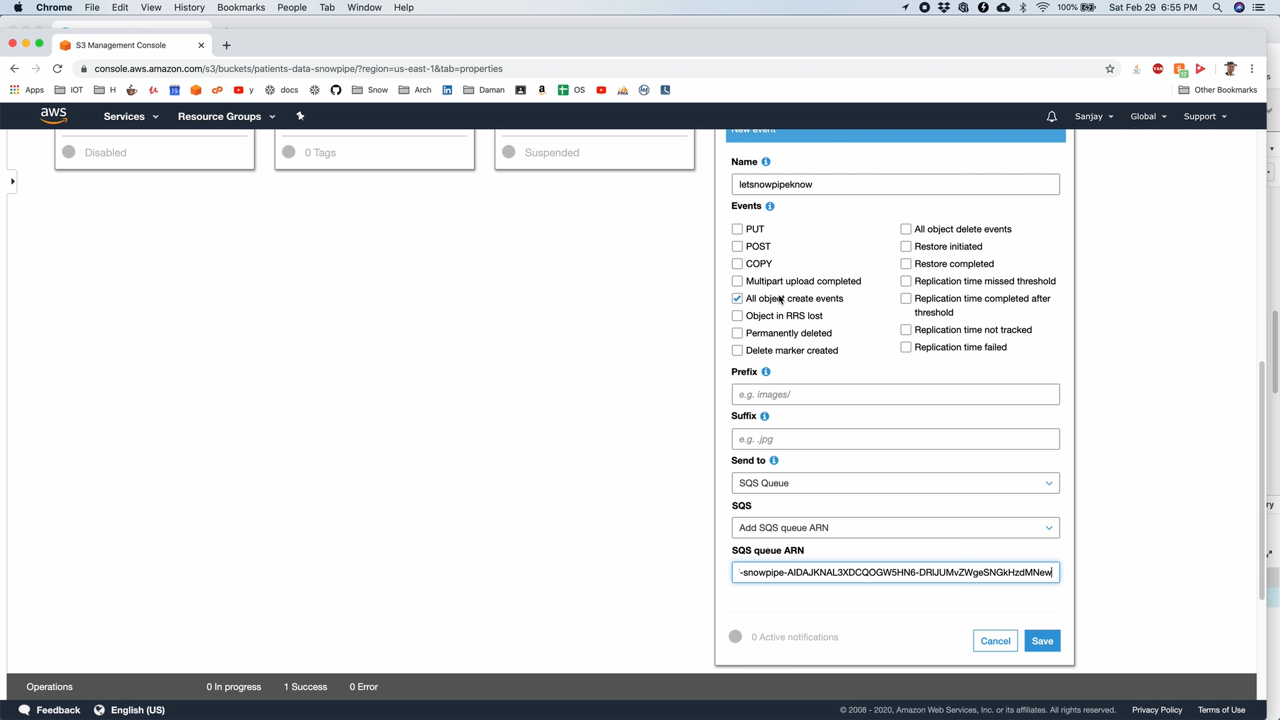 Chrome File Edit View History Bookmarks People Tab Window Help 100% Sat Feb 29 6:55 PM
S3 Management Console
console.aws.amazon.com/s3/buckets/patients-data-snowpipe/?region=us-east-1&tab=properties
Apps IOT H y docs Snow Arch Daman OS Other Bookmarks
aws Services Resource Groups Sanjay Global Support
New event
Disabled 0 Tags Suspended
Name
letsnowpipeknow
Events
PUT All object delete events
POST Restore initiated
COPY Restore completed
Multipart upload completed Replication time missed threshold
All object create events Replication time completed after
threshold
Object in RRS lost
Replication time not tracked
Permanently deleted
Replication time failed
Delete marker created
Prefix
e.g. images/
Suffix
e.g. .jpg
Send to
SQS Queue
SQS
Add SQS queue ARN
SQS queue ARN
-snowpipe-AIDAJKNAL3XDCQOGW5HN6-DRlJUMvZWgeSNGkHzdMNew
0 Active notifications Cancel Save
Operations 0 In progress 1 Success 0 Error
Feedback English (US) © 2008 - 2020, Amazon Web Services, Inc. or its affiliates. All rights reserved. Privacy Policy Terms of Use